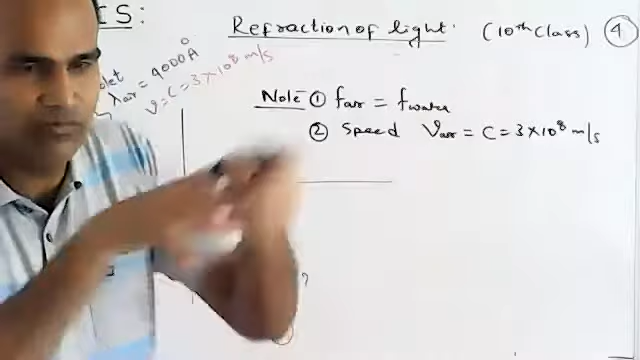 CS:
Refraction of light. (10th Class) 4
olet
λair = 4000 Å
v = C = 3×10⁸ m/s
Note ① fair = fwater
② Speed Vair = C = 3×10⁸ m/s
?